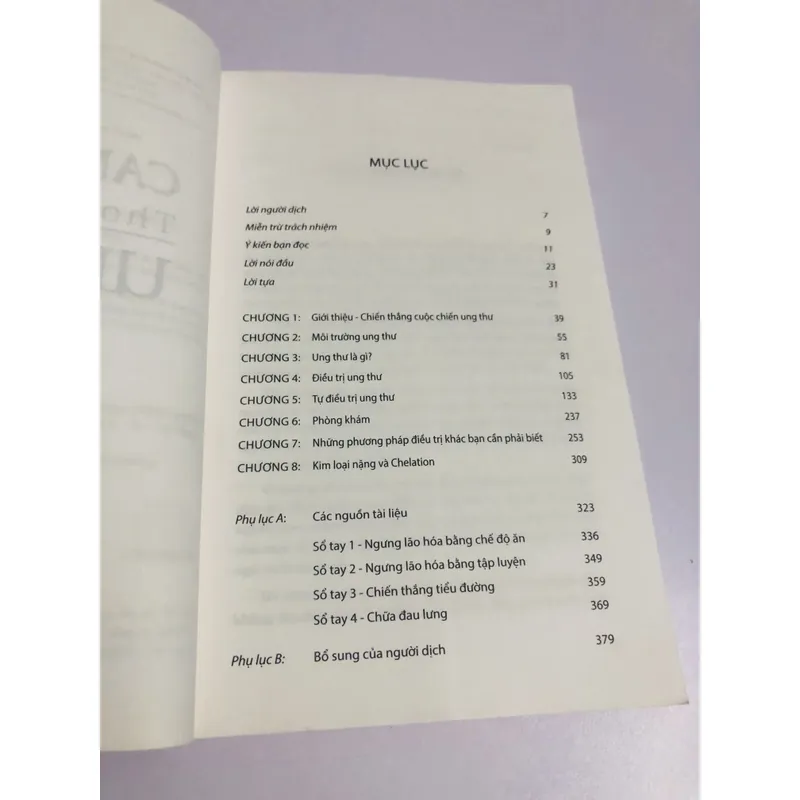 MỤC LỤC
Lời người dịch 7
Miễn trừ trách nhiệm 9
Ý kiến bạn đọc 11
Lời nói đầu 23
Lời tựa 31
CHƯƠNG 1: Giới thiệu - Chiến thắng cuộc chiến ung thư 39
CHƯƠNG 2: Môi trường ung thư 55
CHƯƠNG 3: Ung thư là gì? 81
CHƯƠNG 4: Điều trị ung thư 105
CHƯƠNG 5: Tự điều trị ung thư 133
CHƯƠNG 6: Phòng khám 237
CHƯƠNG 7: Những phương pháp điều trị khác bạn cần phải biết 253
CHƯƠNG 8: Kim loại nặng và Chelation 309
Phụ lục A: Các nguồn tài liệu 323
Sổ tay 1 - Ngưng lão hóa bằng chế độ ăn 336
Sổ tay 2 - Ngưng lão hóa bằng tập luyện 349
Sổ tay 3 - Chiến thắng tiểu đường 359
Sổ tay 4 - Chữa đau lưng 369
Phụ lục B: Bổ sung của người dịch 379